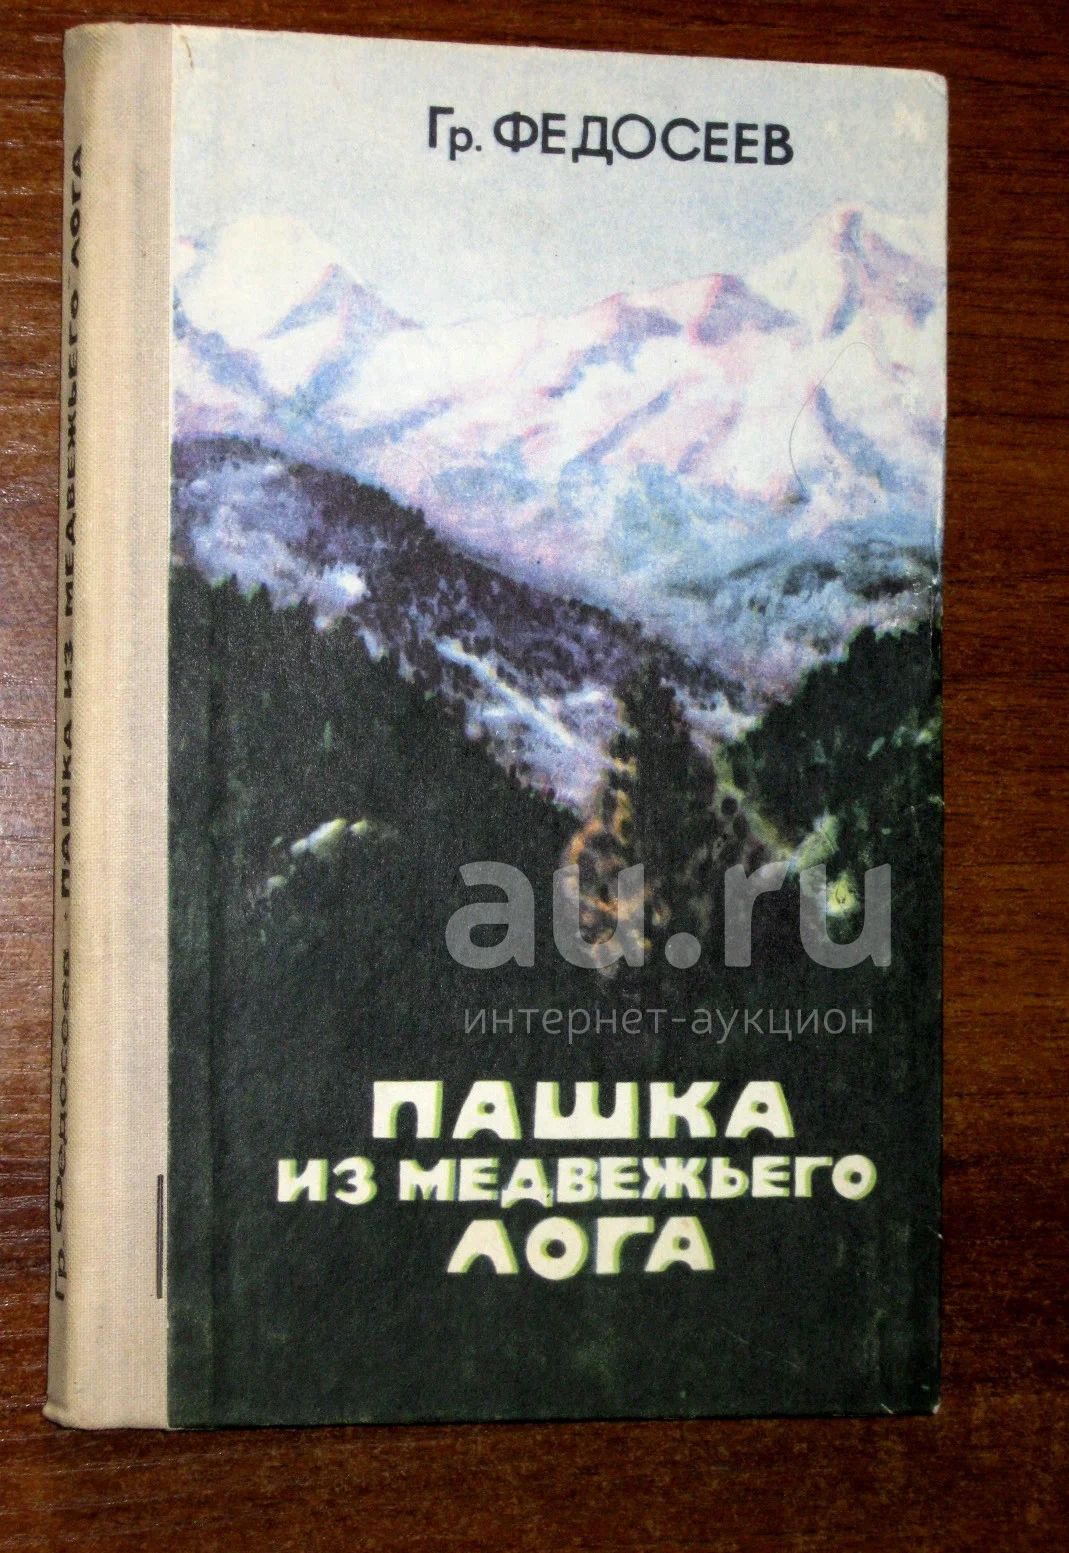 Гр. ФЕДОСЕЕВ
au.ru
интернет-аукцион
ПАШКА
ИЗ МЕДВЕЖЬЕГО
ЛОГА
Гр. Федосеев · ПАШКА ИЗ МЕДВЕЖЬЕГО ЛОГА